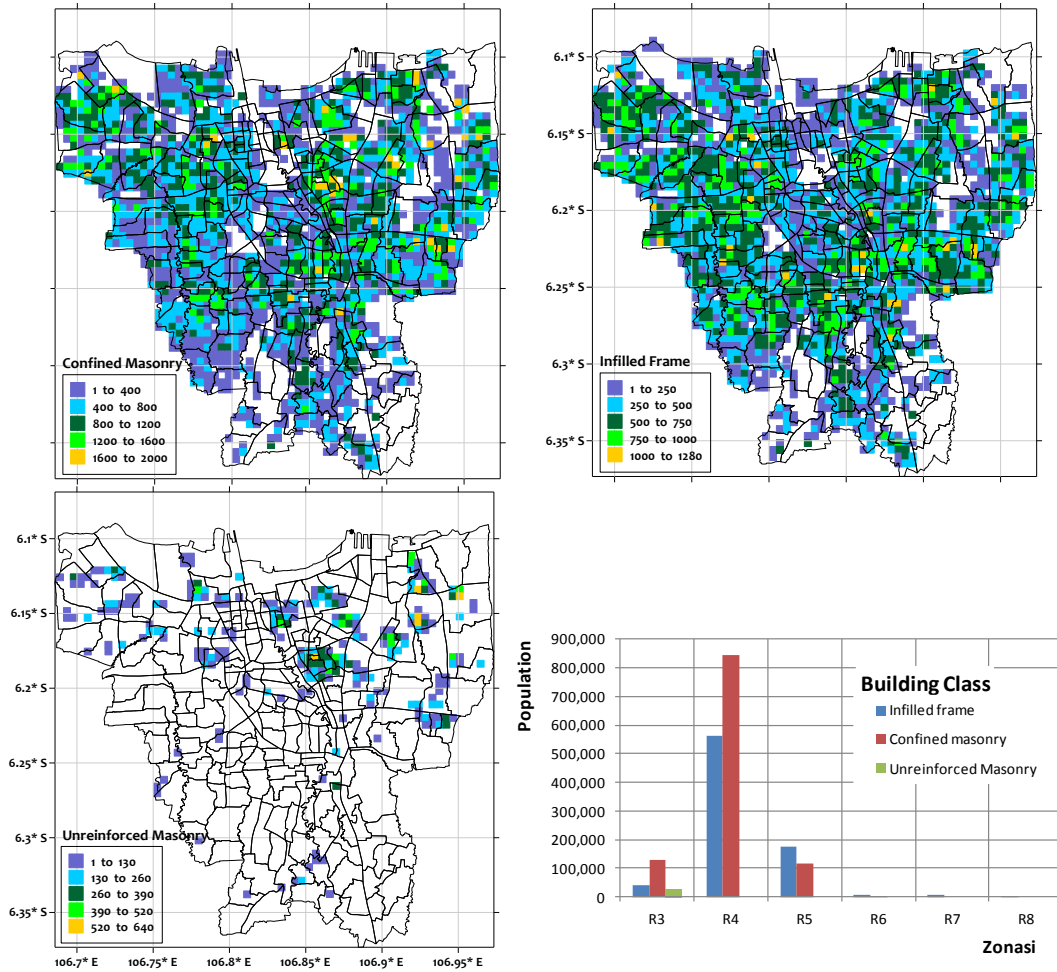 6.1* S
6.15* S
6.2* S
6.25* S
6.3* S
6.35* S
Confined Masonry
1 to 400
400 to 800
800 to 1200
1200 to 1600
1600 to 2000
Infilled Frame
1 to 250
250 to 500
500 to 750
750 to 1000
1000 to 1280
6.1* S
6.15* S
6.2* S
6.25* S
6.3* S
6.35* S
Unreinforced Masonry
1 to 130
130 to 260
260 to 390
390 to 520
520 to 640
106.7* E
106.75* E
106.8* E
106.85* E
106.9* E
106.95* E
Population
900,000
800,000
700,000
600,000
500,000
400,000
300,000
200,000
100,000
0
Building Class
Infilled frame
Confined masonry
Unreinforced Masonry
R3
R4
R5
R6
R7
R8
Zonasi